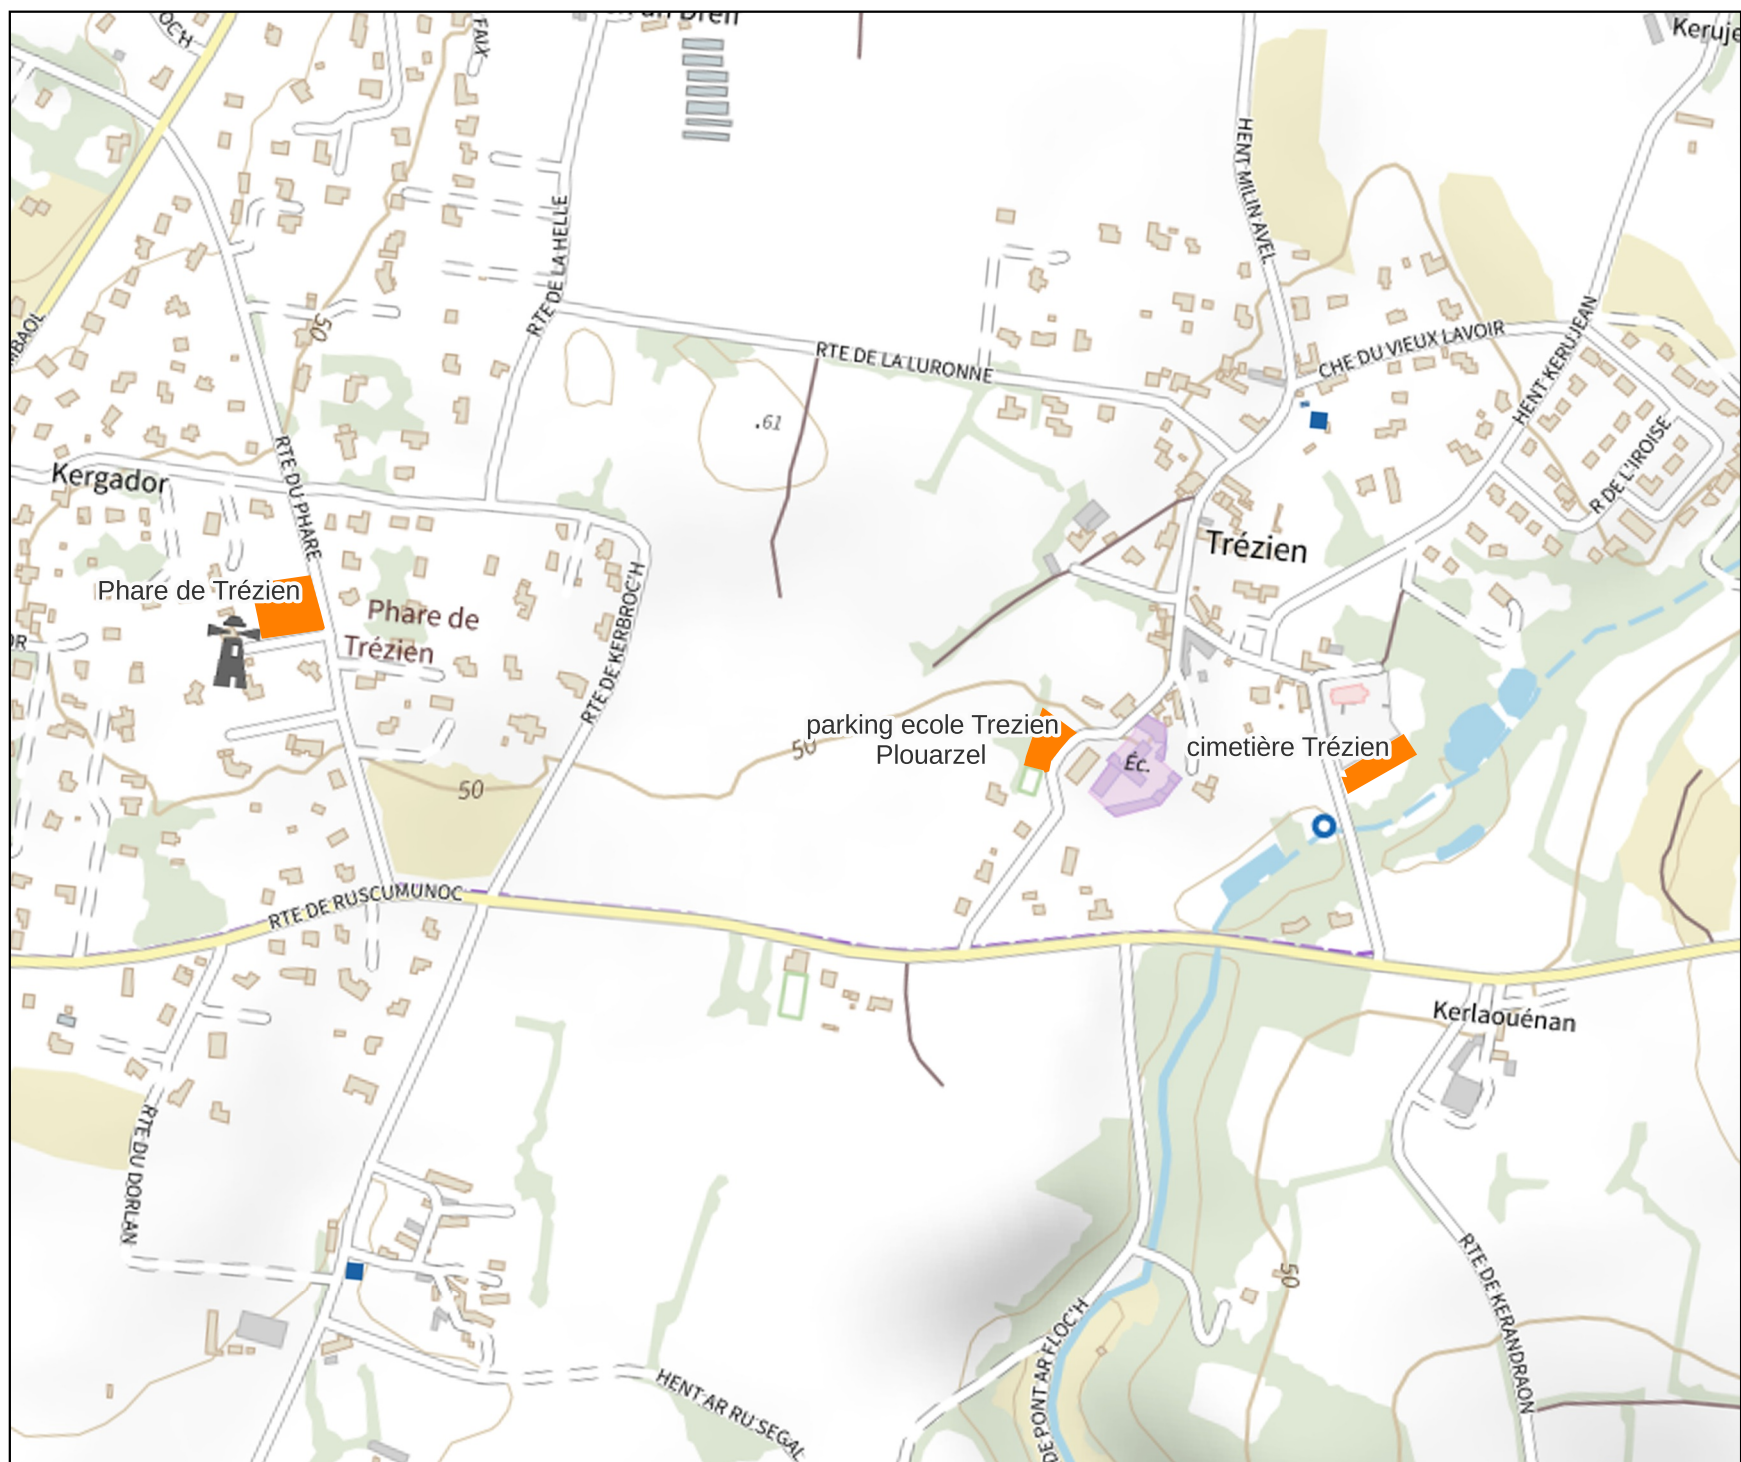 OC'H
FAIX
Keruje
HENT MILIN AVEL
RTE DE LA HELLE
50
MBAOL
RTE DE LA LURONNE
CHE DU VIEUX LAVOIR
HENT KERUJEAN
.61
R DE L'IROISE
Kergador
RTE DU PHARE
Trézien
Phare de Trézien
Phare de
Trézien
RTE DE KERBROC'H
OR
parking ecole Trezien
Plouarzel
50
Éc.
cimetière Trézien
50
RTE DE RUSCUMUNOC
Kerlaouénan
RTE DU DORLAN
50
RTE DE KERANDRAON
DE PONT AR FLOC'H
HENT AR RU SEGAL